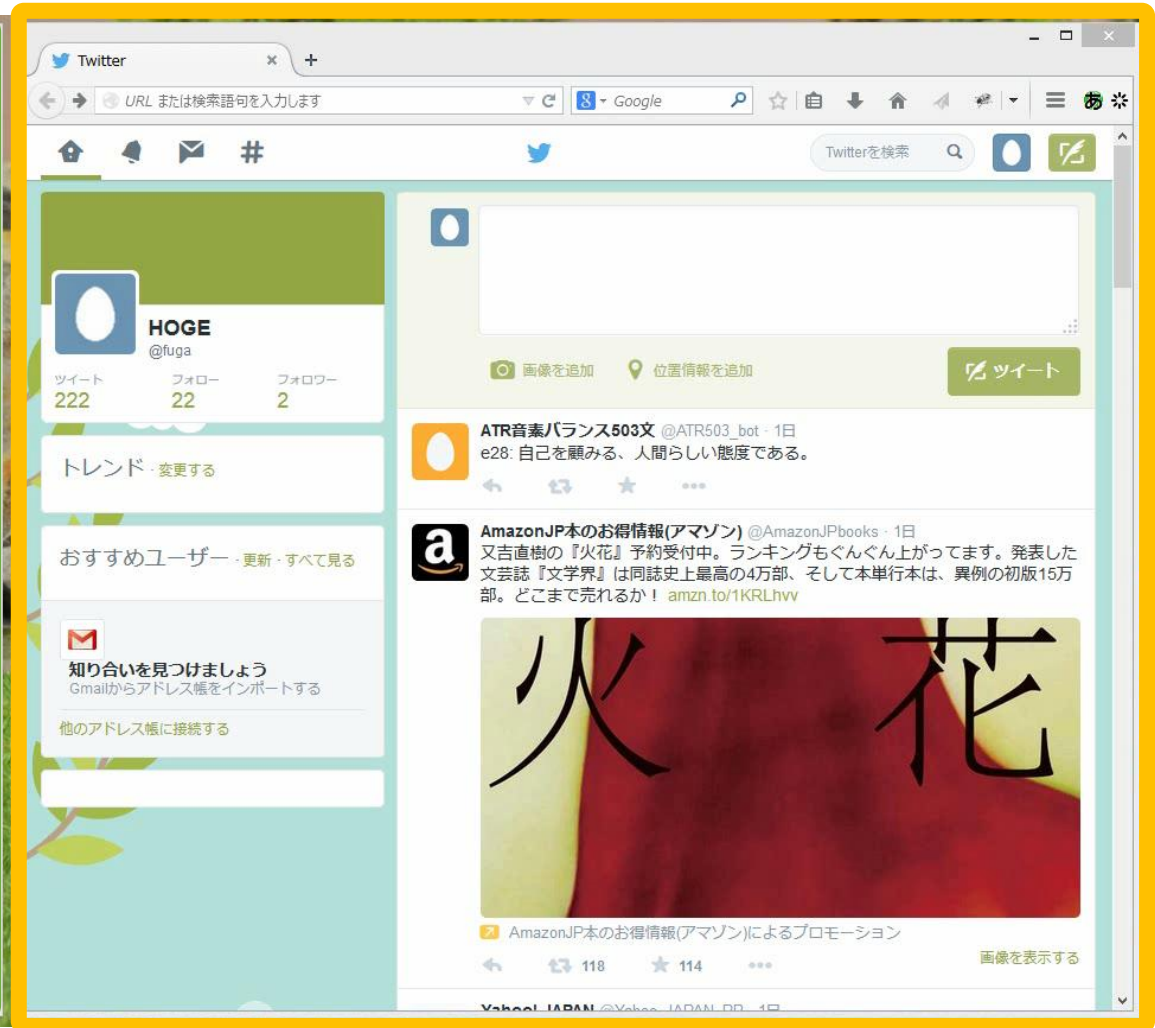 Twitter
URL または検索語句を入力します
Google
あ
Twitterを検索
HOGE
@fuga
ツイート フォロー フォロワー
222 22 2
トレンド · 変更する
おすすめユーザー · 更新 · すべて見る
知り合いを見つけましょう
Gmailからアドレス帳をインポートする
他のアドレス帳に接続する
画像を追加 位置情報を追加 ツイート
ATR音素バランス503文 @ATR503_bot · 1日
e28: 自己を顧みる、人間らしい態度である。
AmazonJP本のお得情報(アマゾン) @AmazonJPbooks · 1日
又吉直樹の『火花』予約受付中。ランキングもぐんぐん上がってます。発表した
文芸誌『文学界』は同誌史上最高の4万部、そして本単行本は、異例の初版15万
部。どこまで売れるか！ amzn.to/1KRLhvv
火 花
AmazonJP本のお得情報(アマゾン)によるプロモーション
118 114 画像を表示する
Yahoo! JAPAN @Yahoo_JAPAN_PR · 1日